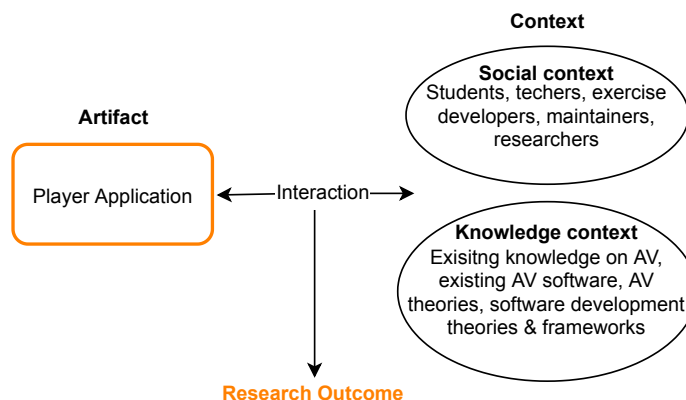 Context
Social context
Students, techers, exercise
developers, maintainers,
researchers
Artifact
Player Application
Interaction
Knowledge context
Exisitng knowledge on AV,
existing AV software, AV
theories, software development
theories & frameworks
Research Outcome